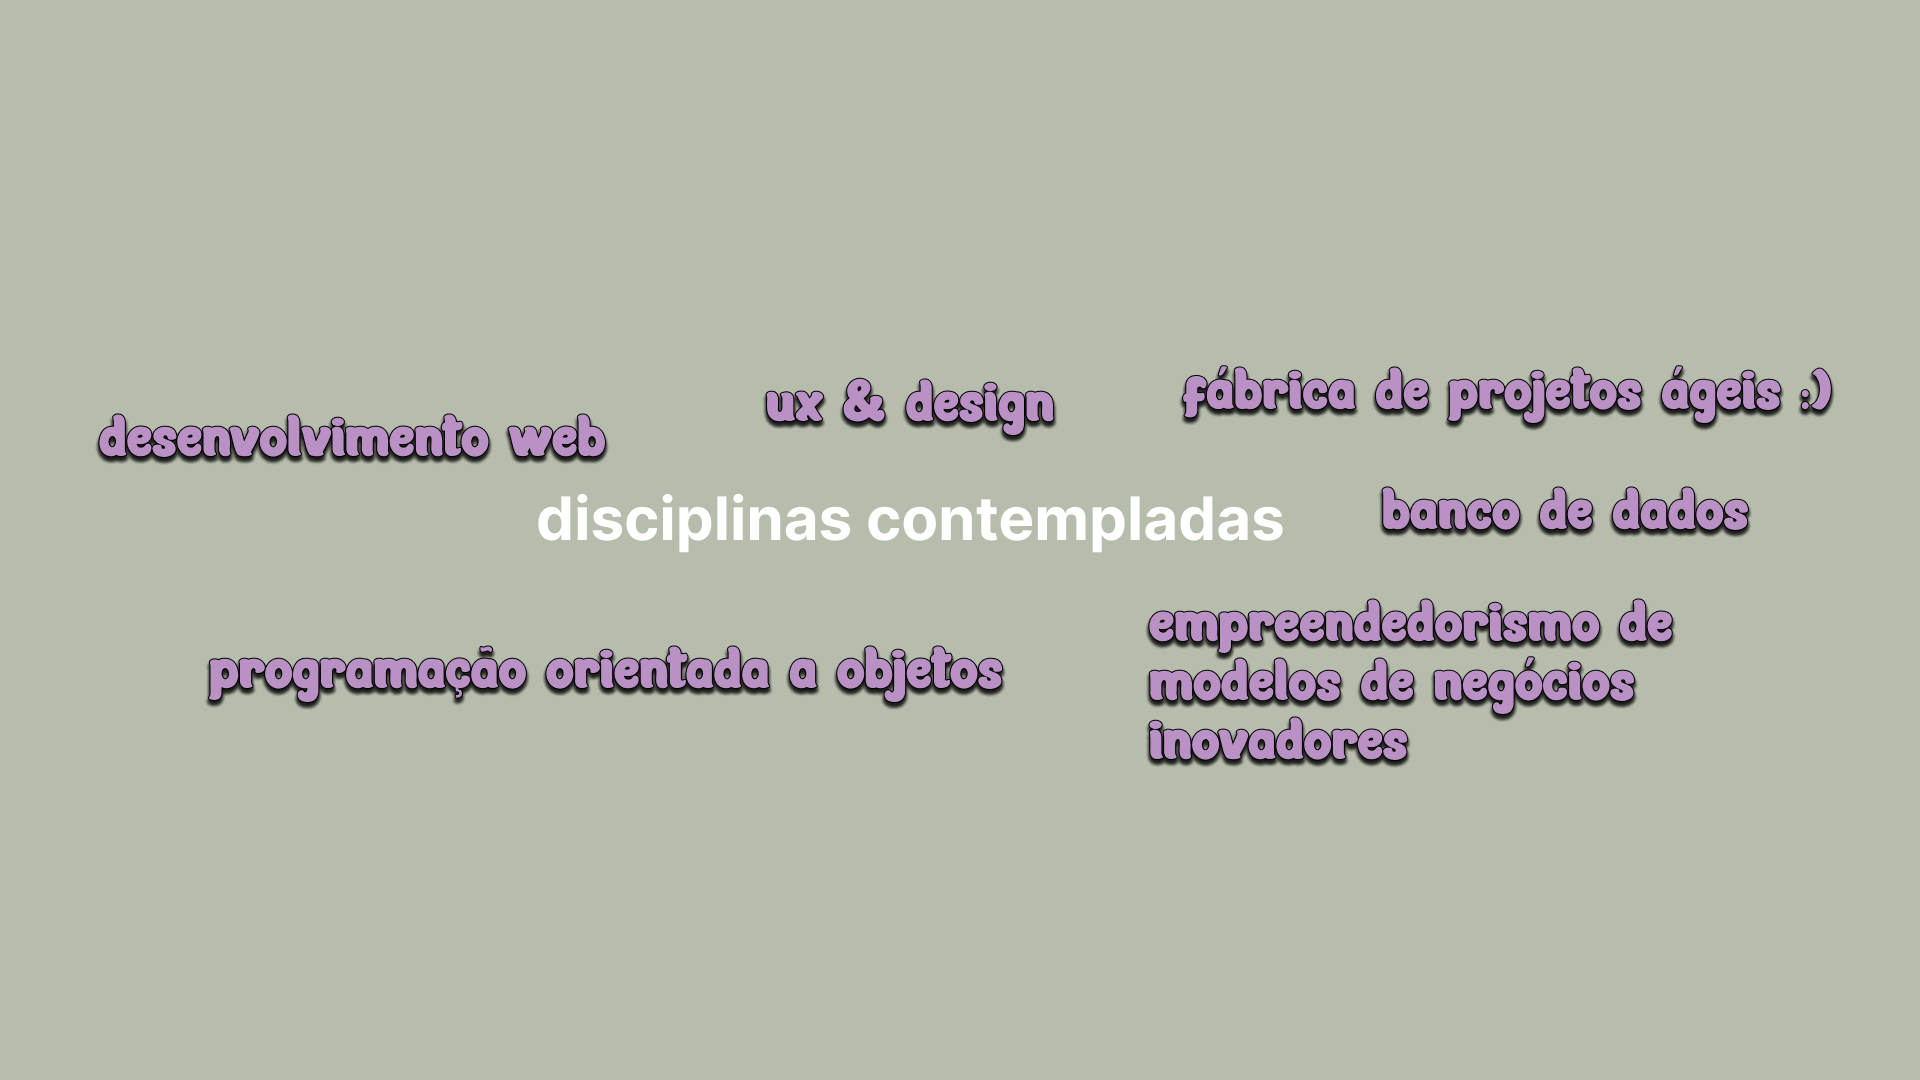 desenvolvimento web
ux & design
fábrica de projetos ágeis :)
disciplinas contempladas
banco de dados
programação orientada a objetos
empreendedorismo de
modelos de negócios
inovadores